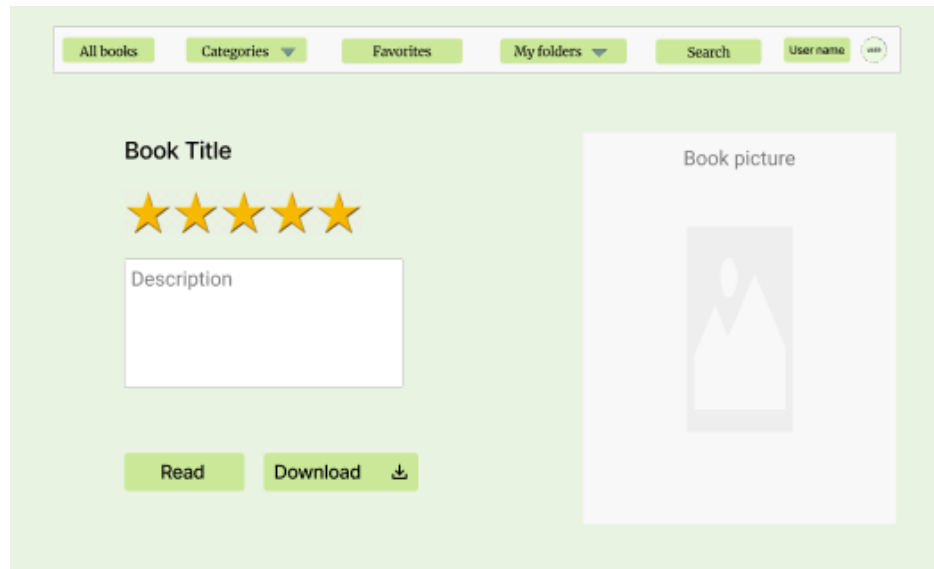 All books Categories Favorites My folders Search User name
Book Title
Book picture
Description
Read Download